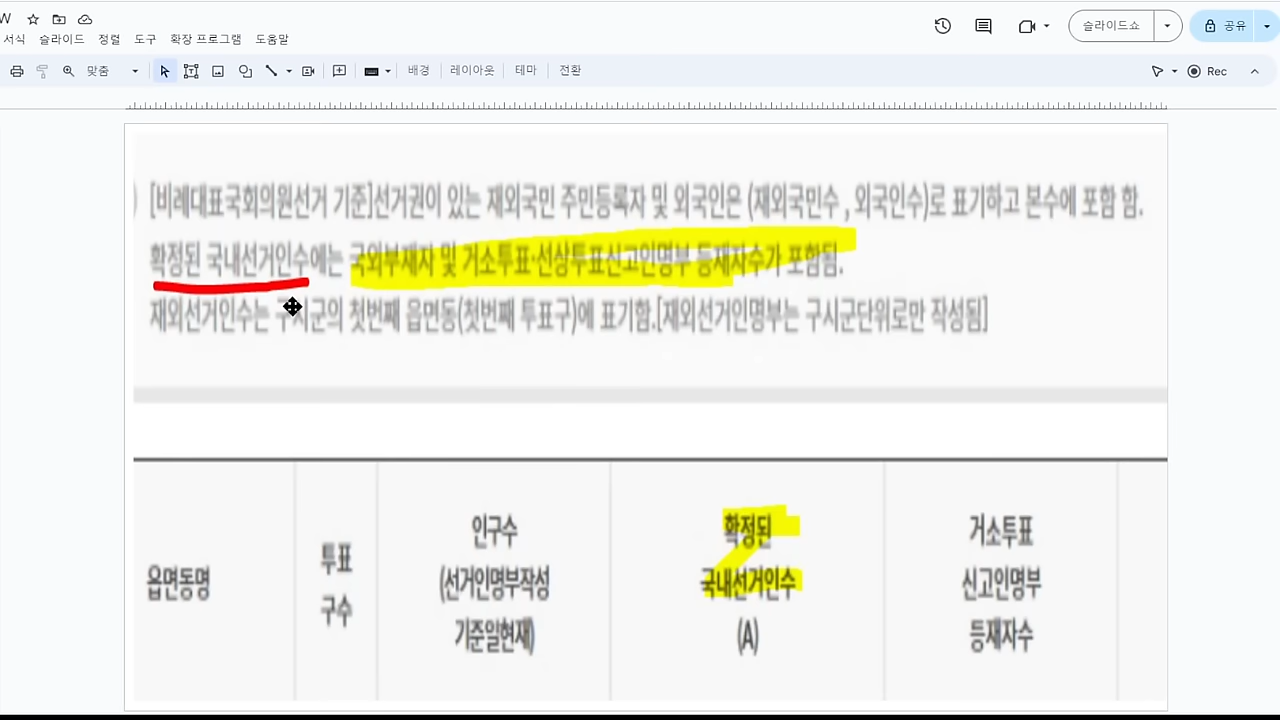 W
서식 슬라이드 정렬 도구 확장 프로그램 도움말
슬라이드쇼
공유
맞춤
배경 레이아웃 테마 전환
Rec
) [비례대표국회의원선거 기준]선거권이 있는 재외국민 주민등록자 및 외국인은 (재외국민수 , 외국인수)로 표기하고 본수에 포함 함.
확정된 국내선거인수에는 국외부재자 및 거소투표·선상투표신고인명부 등재자수가 포함됨.
재외선거인수는 구시군의 첫번째 읍면동(첫번째 투표구)에 표기함.[재외선거인명부는 구시군단위로만 작성됨]
읍면동명
투표
구수
인구수
(선거인명부작성
기준일현재)
확정된
국내선거인수
(A)
거소투표
신고인명부
등재자수